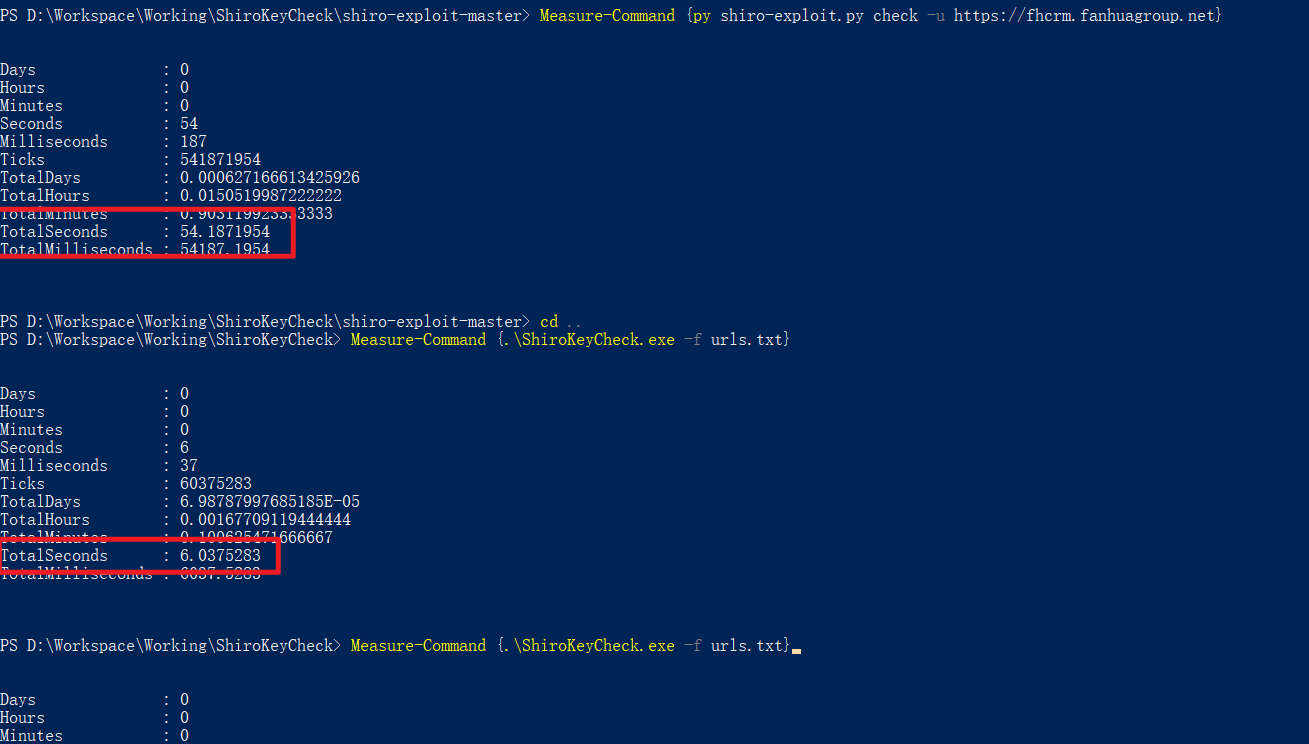 PS D:\Workspace\Working\ShiroKeyCheck\shiro-exploit-master> Measure-Command {py shiro-exploit.py check -u https://fhcrm.fanhuagroup.net}
Days : 0
Hours : 0
Minutes : 0
Seconds : 54
Milliseconds : 187
Ticks : 541871954
TotalDays : 0.000627166613425926
TotalHours : 0.0150519987222222
TotalMinutes : 0.903119923333333
TotalSeconds : 54.1871954
TotalMilliseconds : 54187.1954
PS D:\Workspace\Working\ShiroKeyCheck\shiro-exploit-master> cd ..
PS D:\Workspace\Working\ShiroKeyCheck> Measure-Command {.\ShiroKeyCheck.exe -f urls.txt}
Days : 0
Hours : 0
Minutes : 0
Seconds : 6
Milliseconds : 37
Ticks : 60375283
TotalDays : 6.98787997685185E-05
TotalHours : 0.00167709119444444
TotalMinutes : 0.100625471666667
TotalSeconds : 6.0375283
TotalMilliseconds : 6037.5283
PS D:\Workspace\Working\ShiroKeyCheck> Measure-Command {.\ShiroKeyCheck.exe -f urls.txt}
Days : 0
Hours : 0
Minutes : 0